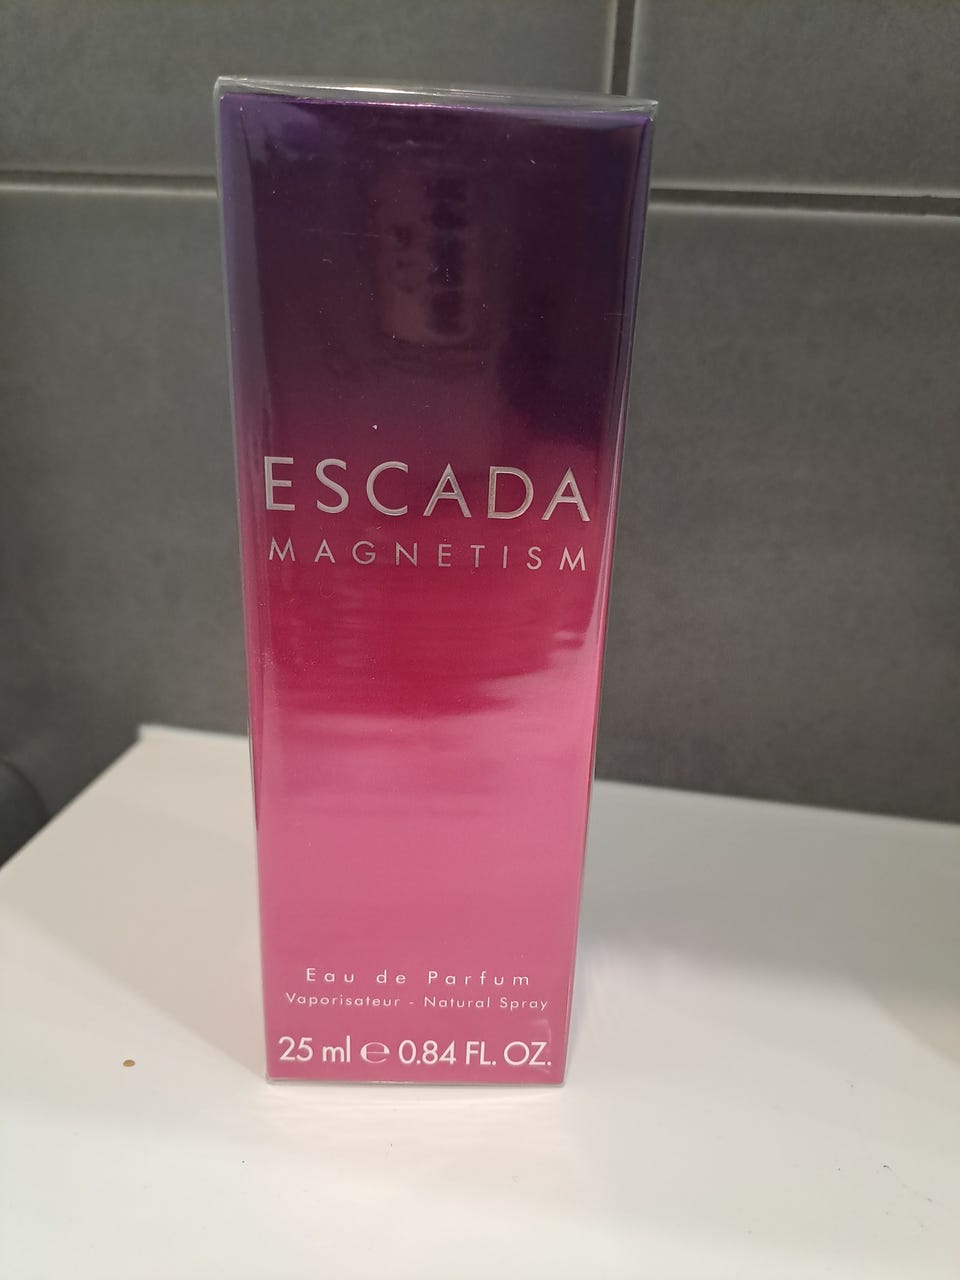 ESCADA
MAGNETISM
Eau de Parfum
Vaporisateur - Natural Spray
25 ml ℮ 0.84 FL. OZ.